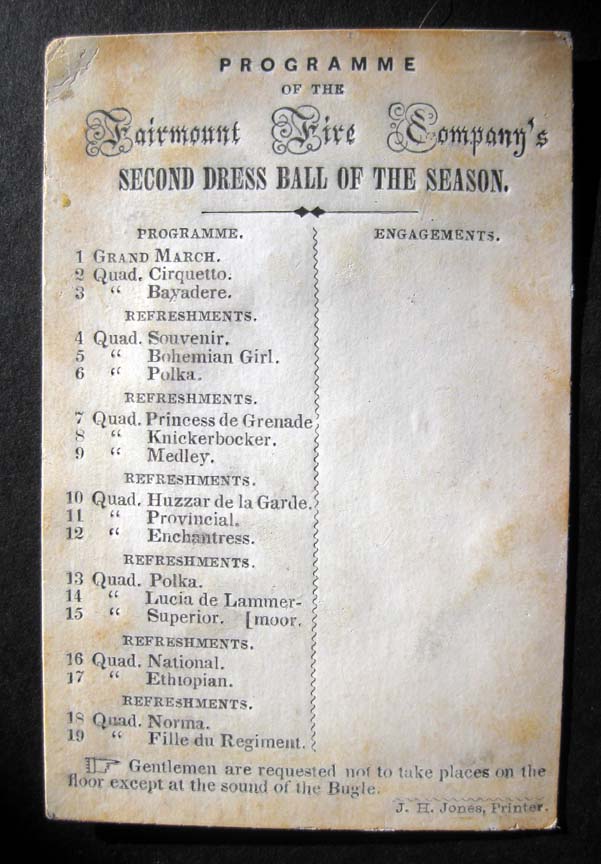 PROGRAMME
OF THE
Fairmount Fire Company's
SECOND DRESS BALL OF THE SEASON.
PROGRAMME.
1 GRAND MARCH.
2 Quad. Cirquetto.
3 “ Bayadere.
REFRESHMENTS.
4 Quad. Souvenir.
5 “ Bohemian Girl.
6 “ Polka.
REFRESHMENTS.
7 Quad. Princess de Grenade
8 “ Knickerbocker.
9 “ Medley.
REFRESHMENTS.
10 Quad. Huzzar de la Garde.
11 “ Provincial.
12 “ Enchantress.
REFRESHMENTS.
13 Quad. Polka.
14 “ Lucia de Lammer-
15 “ Superior. [moor.
REFRESHMENTS.
16 Quad. National.
17 “ Ethiopian.
REFRESHMENTS.
18 Quad. Norma.
19 “ Fille du Regiment.
ENGAGEMENTS.
☞ Gentlemen are requested not to take places on the
floor except at the sound of the Bugle.
J. H. Jones, Printer.